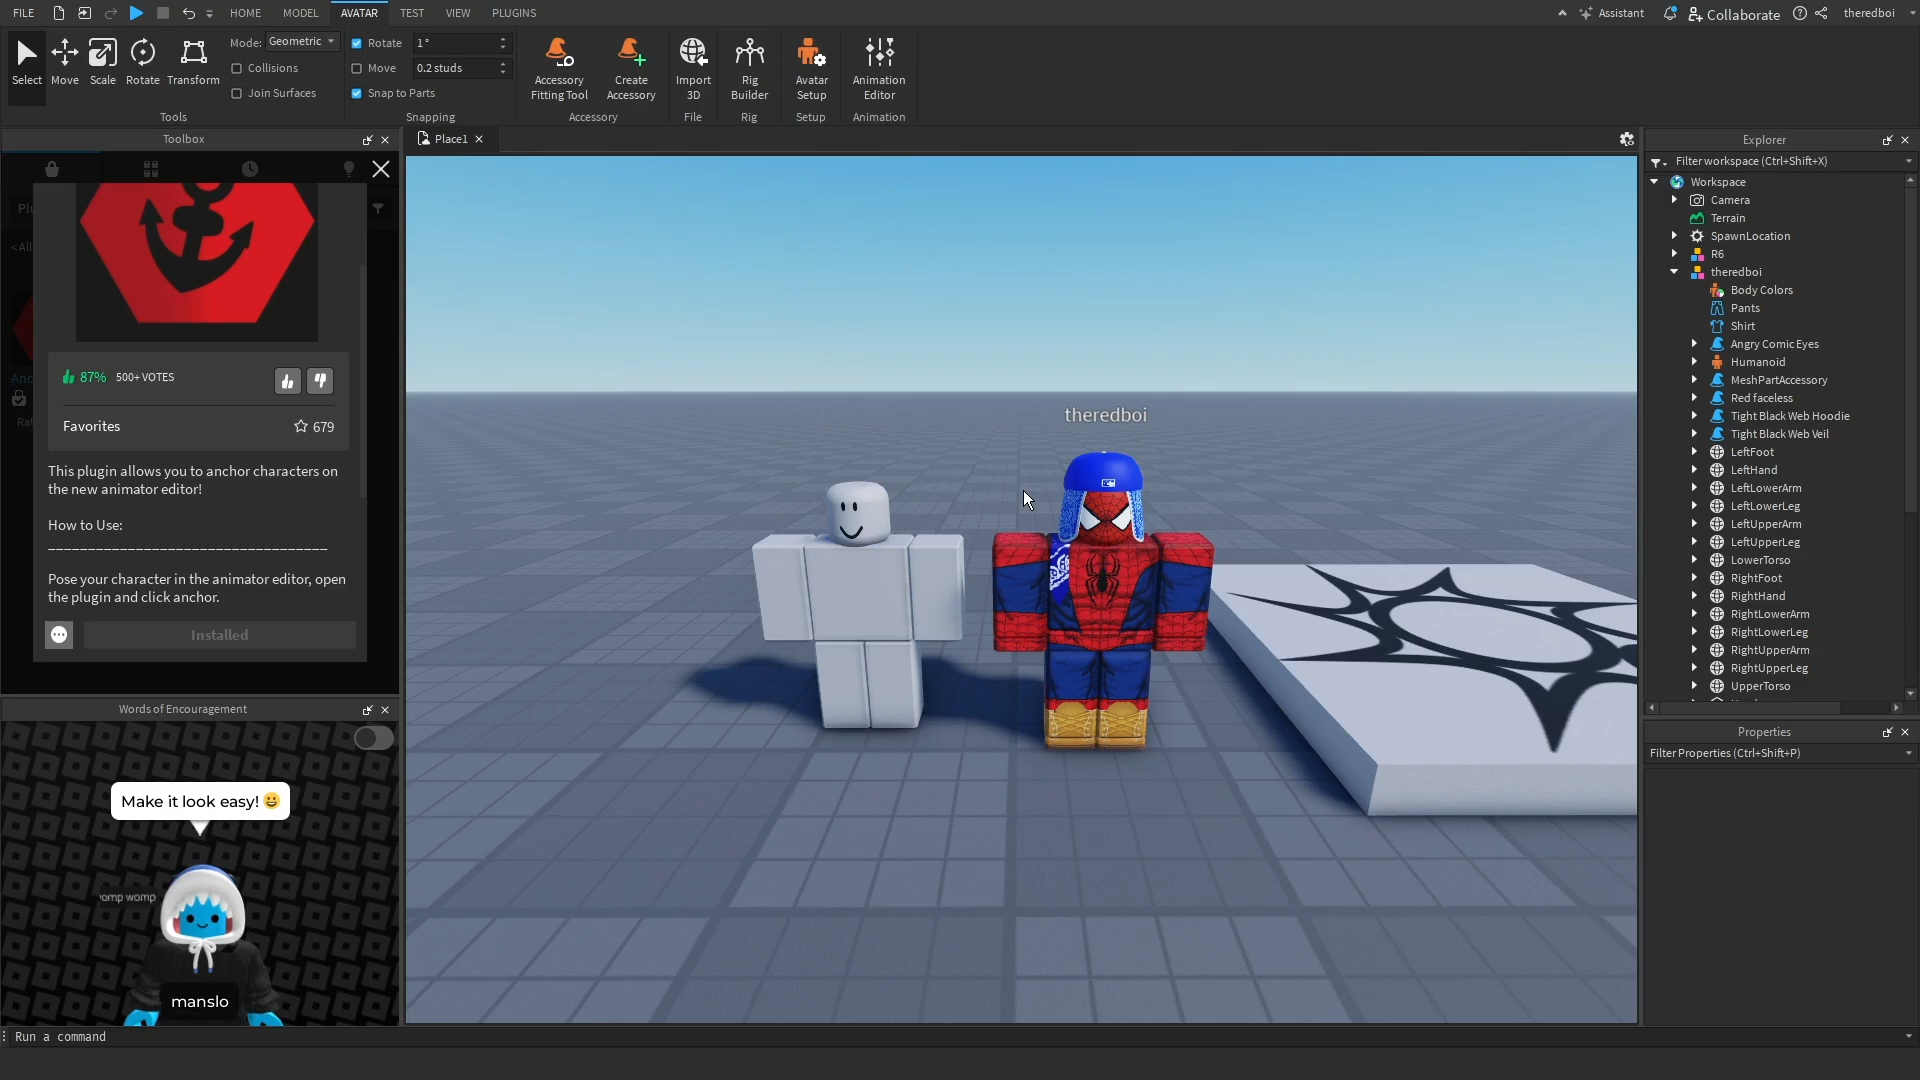 FILE
HOME
MODEL
AVATAR
TEST
VIEW
PLUGINS
Assistant
Collaborate
theredboi
Select
Move
Scale
Rotate
Transform
Mode: Geometric
Collisions
Join Surfaces
Tools
Rotate 1°
Move 0.2 studs
Snap to Parts
Snapping
Accessory
Fitting Tool
Create
Accessory
Accessory
Import
3D
File
Rig
Builder
Rig
Avatar
Setup
Setup
Animation
Editor
Animation
Toolbox
< All
87% 500+ VOTES
Favorites 679
This plugin allows you to anchor characters on
the new animator editor!
How to Use:
___________________________________
Pose your character in the animator editor, open
the plugin and click anchor.
Installed
Words of Encouragement
Make it look easy! 😀
omp womp
manslo
Place1
theredboi
Explorer
Filter workspace (Ctrl+Shift+X)
Workspace
Camera
Terrain
SpawnLocation
R6
theredboi
Body Colors
Pants
Shirt
Angry Comic Eyes
Humanoid
MeshPartAccessory
Red faceless
Tight Black Web Hoodie
Tight Black Web Veil
LeftFoot
LeftHand
LeftLowerArm
LeftLowerLeg
LeftUpperArm
LeftUpperLeg
LowerTorso
RightFoot
RightHand
RightLowerArm
RightLowerLeg
RightUpperArm
RightUpperLeg
UpperTorso
Properties
Filter Properties (Ctrl+Shift+P)
Run a command